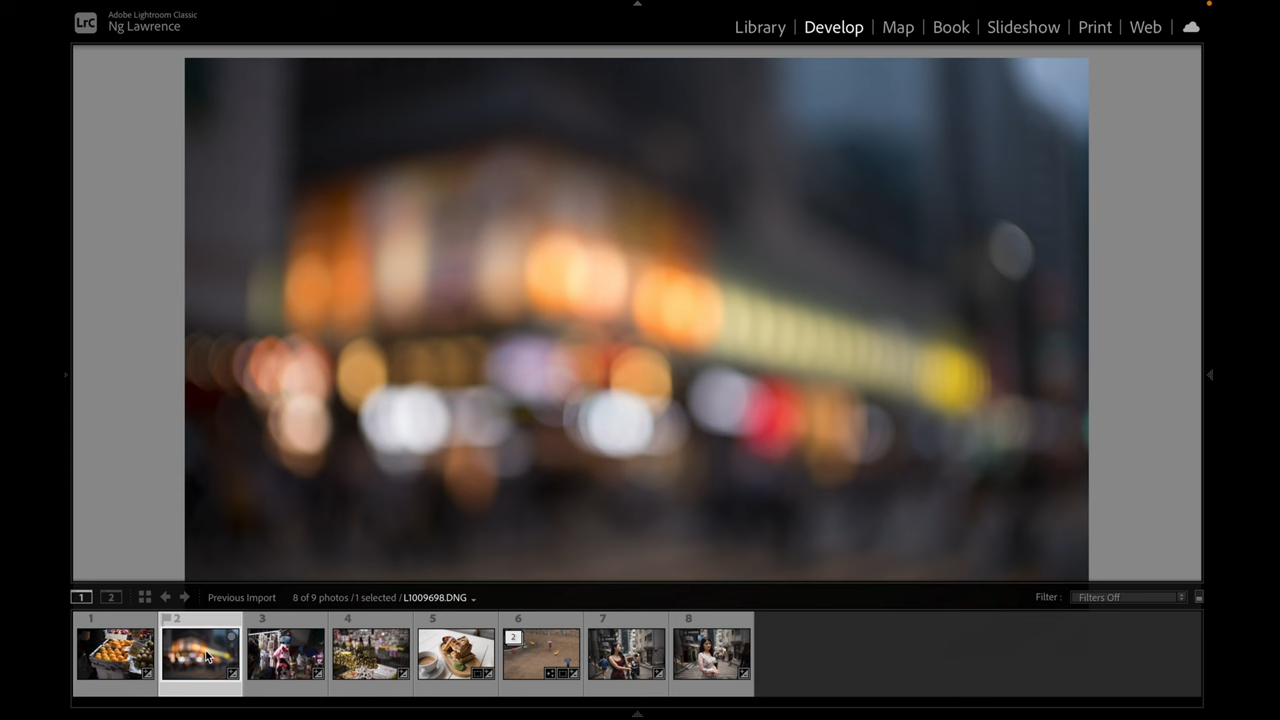 LrC
Adobe Lightroom Classic
Ng Lawrence
Library | Develop | Map | Book | Slideshow | Print | Web
1 2 Previous Import 8 of 9 photos / 1 selected / L1009698.DNG Filter : Filters Off
1 2 3 4 5 6 7 8
2